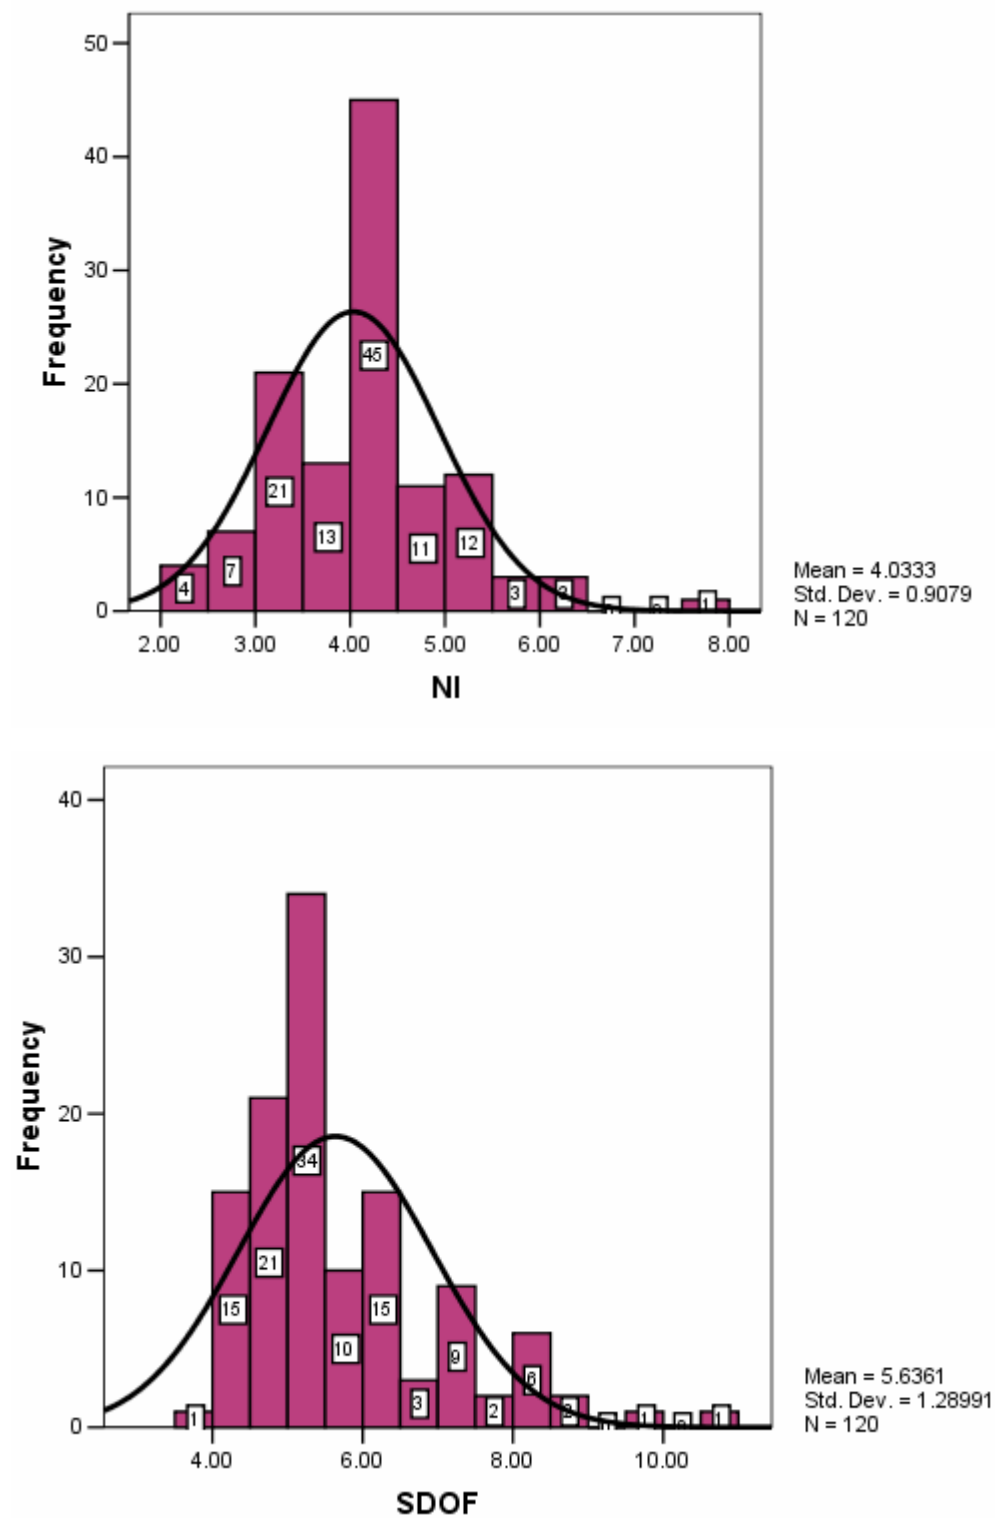 50
40
30
20
10
0
Frequency
45
21
13
11
12
7
4
3
3
1
2.00 3.00 4.00 5.00 6.00 7.00 8.00
NI
Mean = 4.0333
Std. Dev. = 0.9079
N = 120
40
30
20
10
0
Frequency
34
21
15
15
10
9
6
3
2
2
1
1
1
4.00 6.00 8.00 10.00
SDOF
Mean = 5.6361
Std. Dev. = 1.28991
N = 120